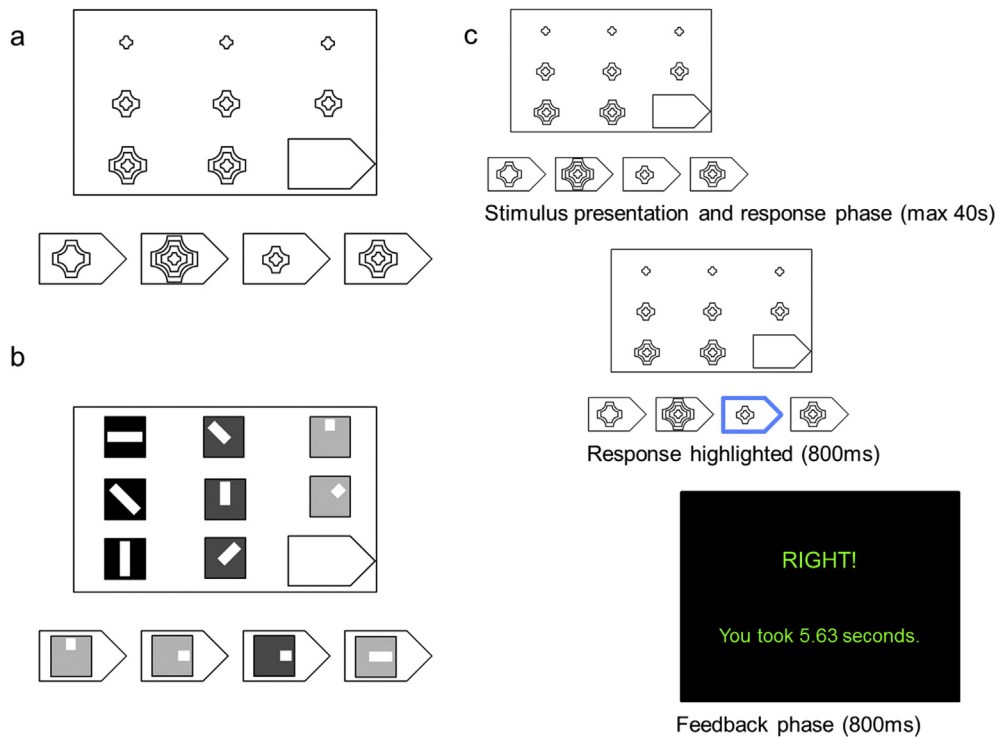 a
b
c
Stimulus presentation and response phase (max 40s)
Response highlighted (800ms)
RIGHT!
You took 5.63 seconds.
Feedback phase (800ms)